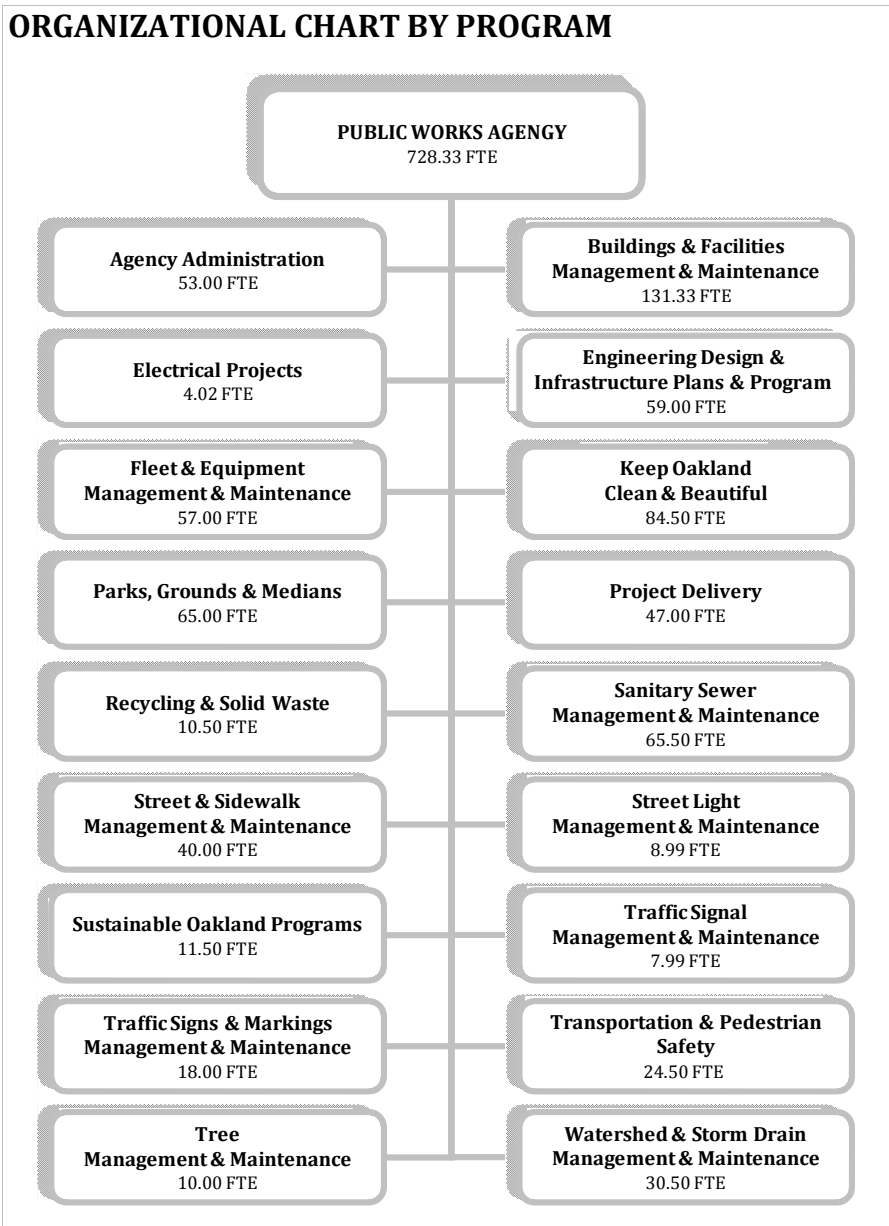 ORGANIZATIONAL CHART BY PROGRAM
PUBLIC WORKS AGENCY
728.33 FTE
Agency Administration
53.00 FTE
Buildings & Facilities
Management & Maintenance
131.33 FTE
Electrical Projects
4.02 FTE
Engineering Design &
Infrastructure Plans & Program
59.00 FTE
Fleet & Equipment
Management & Maintenance
57.00 FTE
Keep Oakland
Clean & Beautiful
84.50 FTE
Parks, Grounds & Medians
65.00 FTE
Project Delivery
47.00 FTE
Recycling & Solid Waste
10.50 FTE
Sanitary Sewer
Management & Maintenance
65.50 FTE
Street & Sidewalk
Management & Maintenance
40.00 FTE
Street Light
Management & Maintenance
8.99 FTE
Sustainable Oakland Programs
11.50 FTE
Traffic Signal
Management & Maintenance
7.99 FTE
Traffic Signs & Markings
Management & Maintenance
18.00 FTE
Transportation & Pedestrian
Safety
24.50 FTE
Tree
Management & Maintenance
10.00 FTE
Watershed & Storm Drain
Management & Maintenance
30.50 FTE